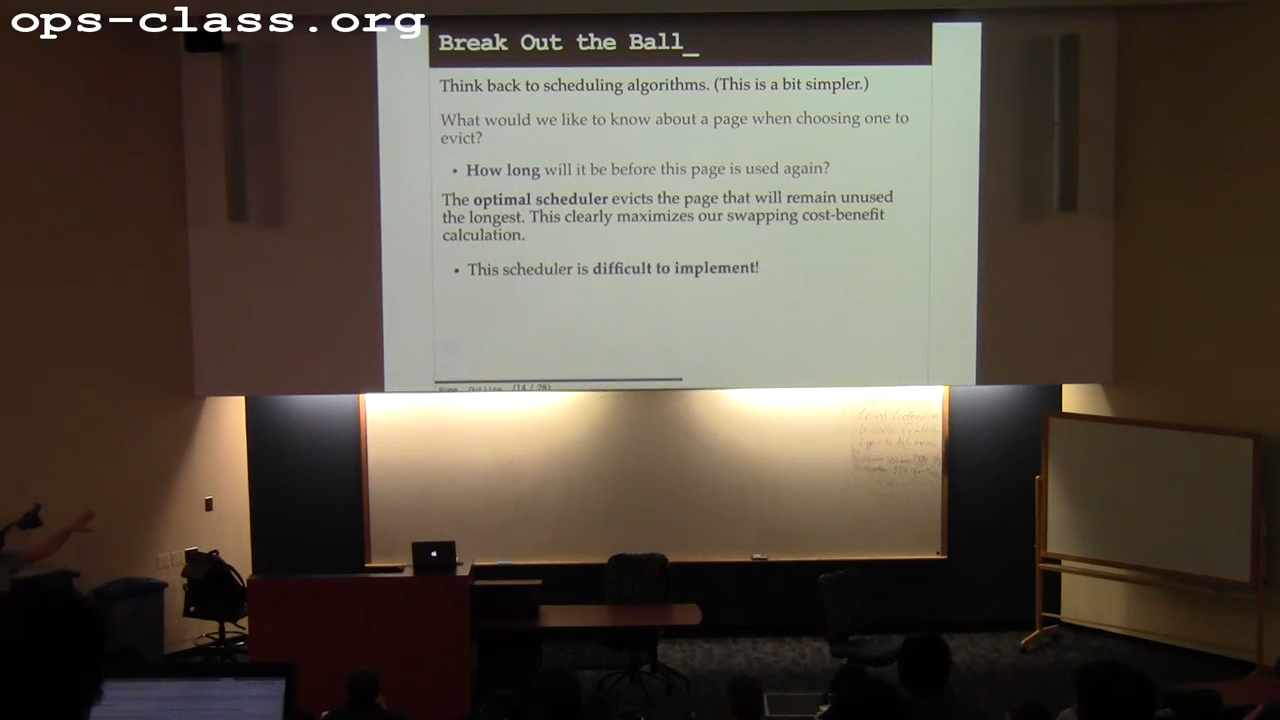 ops-class.org
Break Out the Ball_
Think back to scheduling algorithms. (This is a bit simpler.)
What would we like to know about a page when choosing one to
evict?
• How long will it be before this page is used again?
The optimal scheduler evicts the page that will remain unused
the longest. This clearly maximizes our swapping cost-benefit
calculation.
• This scheduler is difficult to implement!
(14 / 28)